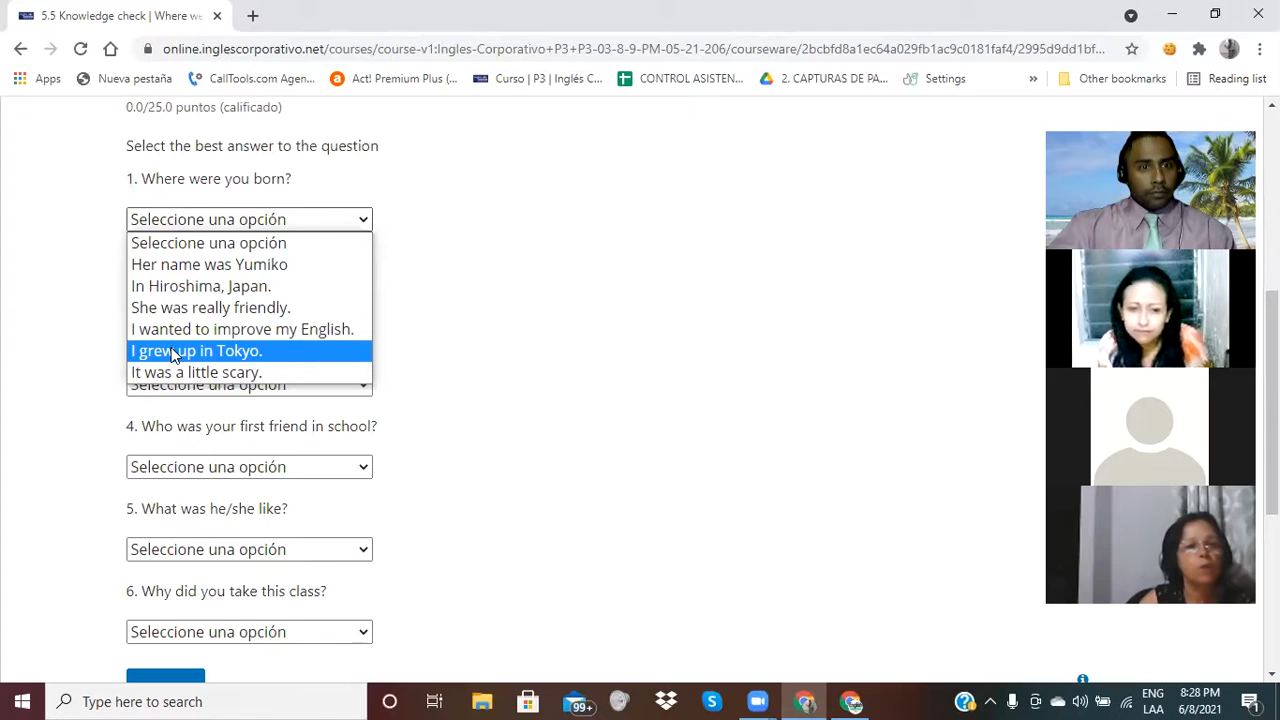 5.5 Knowledge check | Where we
online.inglescorporativo.net/courses/course-v1:Ingles-Corporativo+P3+P3-03-8-9-PM-05-21-206/courseware/2bcbfd8a1ec64a029fb1ac9c0181faf4/2995d9dd1bf...
Apps
Nueva pestaña
CallTools.com Agen...
Act! Premium Plus (...
Curso | P3 | Inglés C...
CONTROL ASISTEN...
2. CAPTURAS DE PA...
Settings
»
Other bookmarks
Reading list
0.0/25.0 puntos (calificado)
Select the best answer to the question
1. Where were you born?
Seleccione una opción
Seleccione una opción
Her name was Yumiko
In Hiroshima, Japan.
She was really friendly.
I wanted to improve my English.
I grew up in Tokyo.
It was a little scary.
Seleccione una opción
4. Who was your first friend in school?
Seleccione una opción
5. What was he/she like?
Seleccione una opción
6. Why did you take this class?
Seleccione una opción
Type here to search
99+
ENG
LAA
8:28 PM
6/8/2021